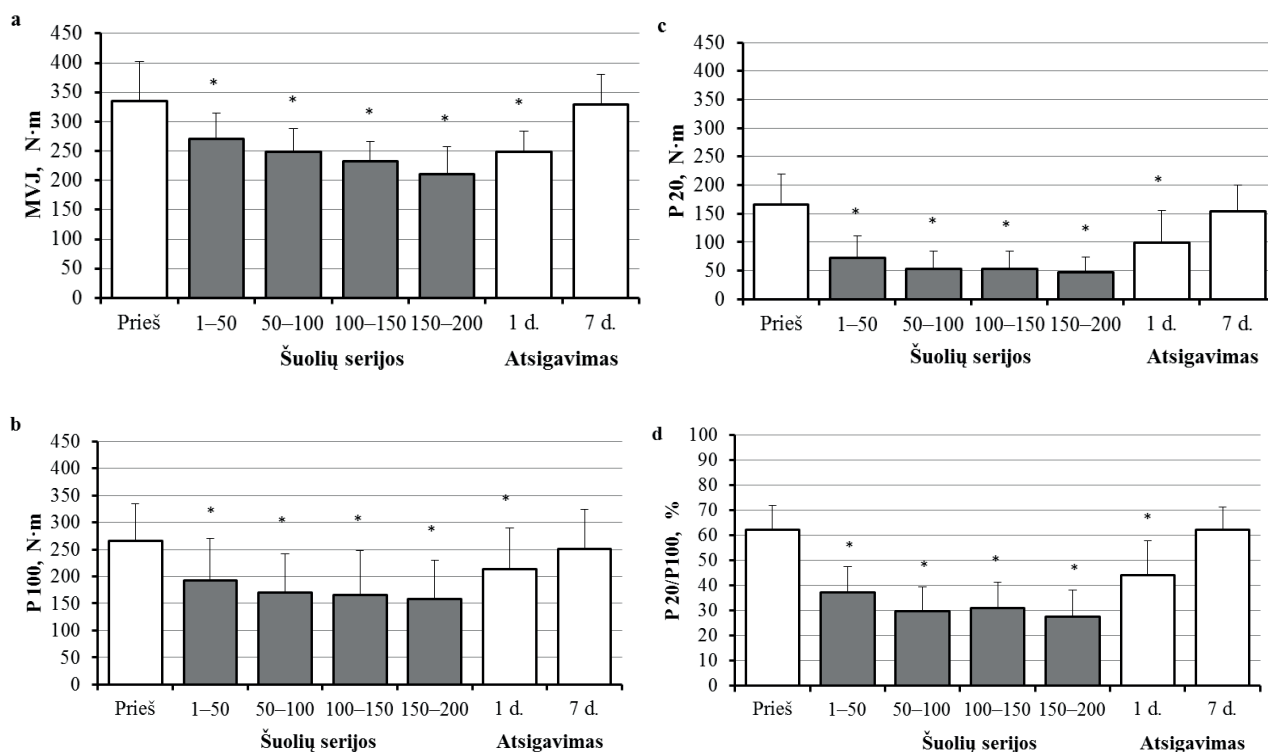 a
450
400
350
300
250
200
150
100
50
0
MVJ, N·m
* * * * *
Prieš 1–50 50–100 100–150 150–200 1 d. 7 d.
Šuolių serijos Atsigavimas
c
450
400
350
300
250
200
150
100
50
0
P 20, N·m
* * * * *
Prieš 1–50 50–100 100–150 150–200 1 d. 7 d.
Šuolių serijos Atsigavimas
b
450
400
350
300
250
200
150
100
50
0
P 100, N·m
* * * * *
Prieš 1–50 50–100 100–150 150–200 1 d. 7 d.
Šuolių serijos Atsigavimas
d
100
90
80
70
60
50
40
30
20
10
0
P 20/P100, %
* * * * *
Prieš 1–50 50–100 100–150 150–200 1 d. 7 d.
Šuolių serijos Atsigavimas